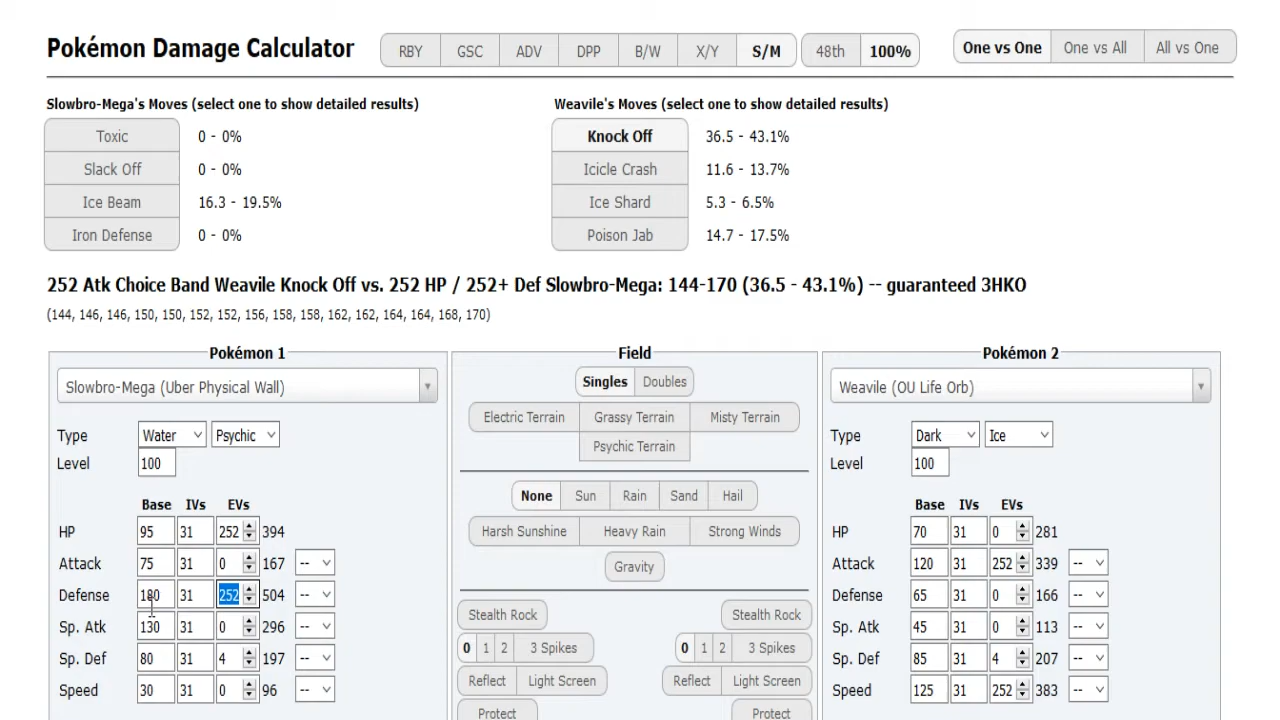 Pokémon Damage Calculator RBY GSC ADV DPP B/W X/Y S/M 48th 100% One vs One One vs All All vs One
Slowbro-Mega's Moves (select one to show detailed results) Weavile's Moves (select one to show detailed results)
Toxic 0 - 0% Knock Off 36.5 - 43.1%
Slack Off 0 - 0% Icicle Crash 11.6 - 13.7%
Ice Beam 16.3 - 19.5% Ice Shard 5.3 - 6.5%
Iron Defense 0 - 0% Poison Jab 14.7 - 17.5%
252 Atk Choice Band Weavile Knock Off vs. 252 HP / 252+ Def Slowbro-Mega: 144-170 (36.5 - 43.1%) -- guaranteed 3HKO
(144, 146, 146, 150, 150, 152, 152, 156, 158, 158, 162, 162, 164, 164, 168, 170)
Pokémon 1 Field Pokémon 2
Slowbro-Mega (Uber Physical Wall) Singles Doubles Weavile (OU Life Orb)
Electric Terrain Grassy Terrain Misty Terrain
Type Water Psychic Psychic Terrain Type Dark Ice
Level 100 Level 100
None Sun Rain Sand Hail
Base IVs EVs Base IVs EVs
HP 95 31 252 394 Harsh Sunshine Heavy Rain Strong Winds HP 70 31 0 281
Attack 75 31 0 167 -- Gravity Attack 120 31 252 339 --
Defense 180 31 252 504 -- Defense 65 31 0 166 --
Stealth Rock Stealth Rock
Sp. Atk 130 31 0 296 -- Sp. Atk 45 31 0 113 --
0 1 2 3 Spikes 0 1 2 3 Spikes
Sp. Def 80 31 4 197 -- Sp. Def 85 31 4 207 --
Reflect Light Screen Reflect Light Screen
Speed 30 31 0 96 -- Speed 125 31 252 383 --
Protect Protect